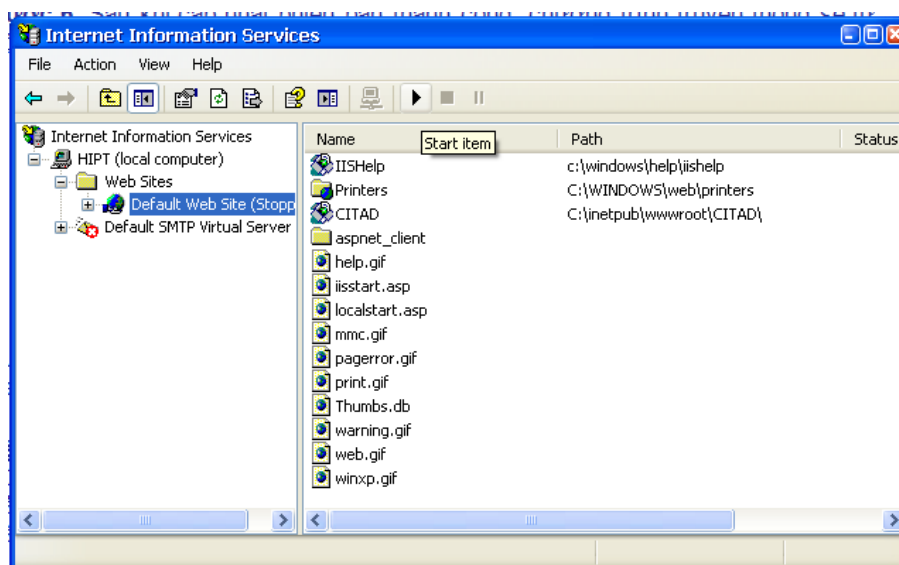 Internet Information Services
File Action View Help
Start item
Internet Information Services
HIPT (local computer)
Web Sites
Default Web Site (Stopp
Default SMTP Virtual Server
Name Path Status
IISHelp c:\windows\help\iishelp
Printers C:\WINDOWS\web\printers
CITAD C:\inetpub\wwwroot\CITAD\
aspnet_client
help.gif
iisstart.asp
localstart.asp
mmc.gif
pagerror.gif
print.gif
Thumbs.db
warning.gif
web.gif
winxp.gif